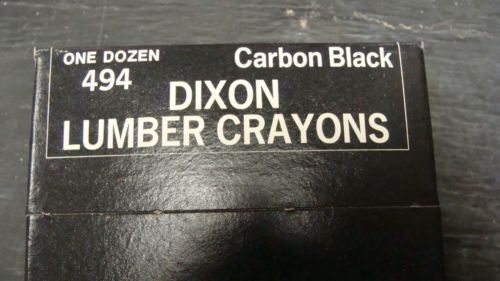 ONE DOZEN Carbon Black
494
DIXON
LUMBER CRAYONS